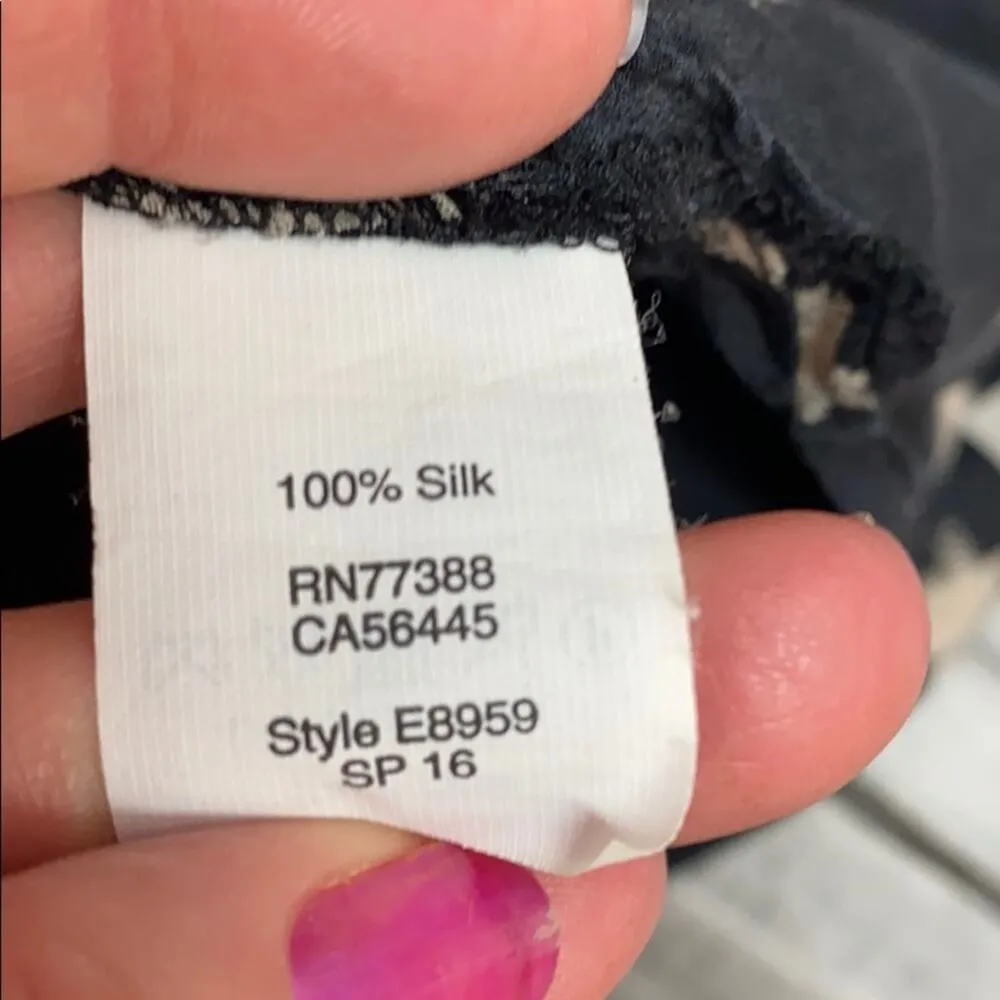 100% Silk
RN77388
CA56445
Style E8959
SP 16